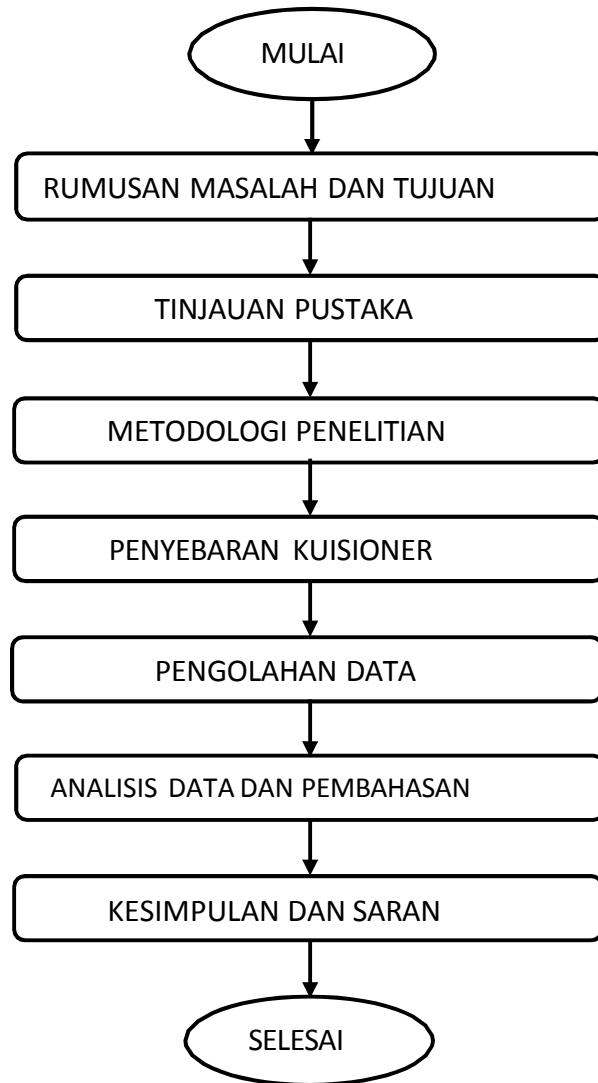 MULAI
RUMUSAN MASALAH DAN TUJUAN
TINJAUAN PUSTAKA
METODOLOGI PENELITIAN
PENYEBARAN KUISIONER
PENGOLAHAN DATA
ANALISIS DATA DAN PEMBAHASAN
KESIMPULAN DAN SARAN
SELESAI